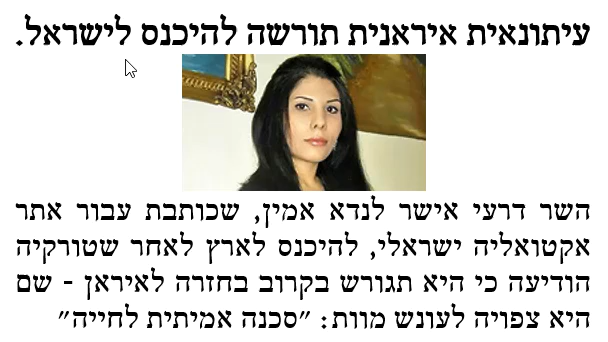 עיתונאית איראנית תורשה להיכנס לישראל.
השר דרעי אישר לנדא אמין, שכותבת עבור אתר
אקטואליה ישראלי, להיכנס לארץ לאחר שטורקיה
הודיעה כי היא תגורש בקרוב בחזרה לאיראן - שם
היא צפויה לעונש מוות: "סכנה אמיתית לחייה"